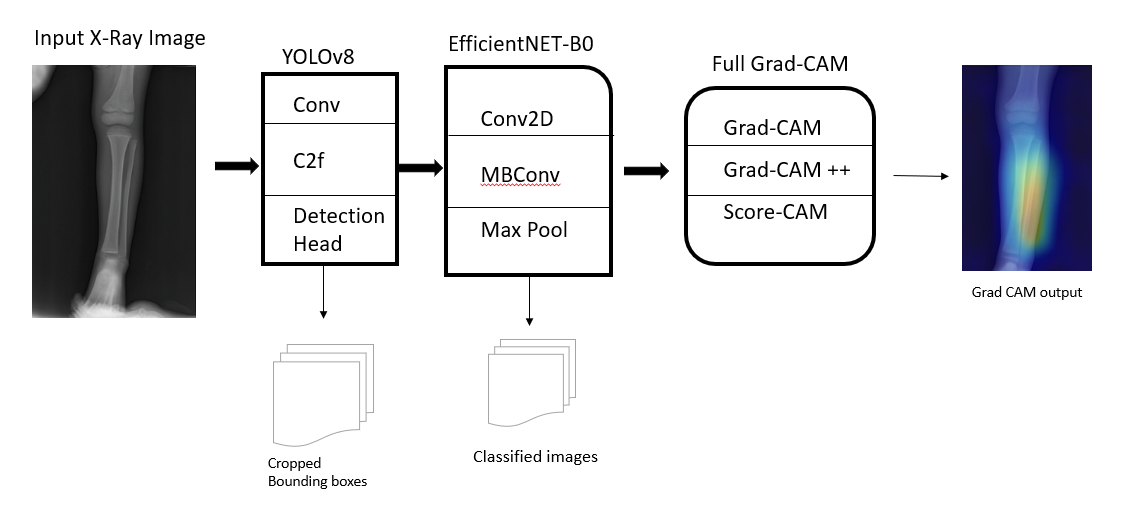 Input X-Ray Image
YOLOv8
Conv
C2f
Detection
Head
Cropped
Bounding boxes
EfficientNET-B0
Conv2D
MBConv
Max Pool
Classified images
Full Grad-CAM
Grad-CAM
Grad-CAM ++
Score-CAM
Grad CAM output